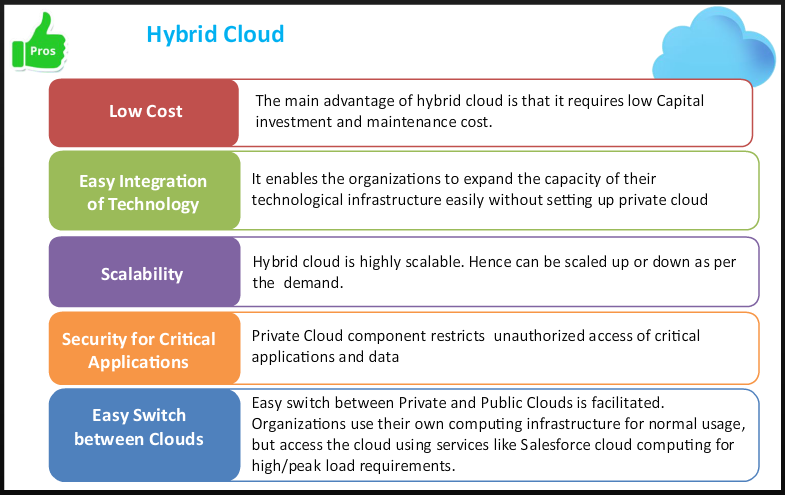 Pros
Hybrid Cloud
Low Cost
The main advantage of hybrid cloud is that it requires low Capital
investment and maintenance cost.
Easy Integration
of Technology
It enables the organizations to expand the capacity of their
technological infrastructure easily without setting up private cloud
Scalability
Hybrid cloud is highly scalable. Hence can be scaled up or down as per
the demand.
Security for Critical
Applications
Private Cloud component restricts unauthorized access of critical
applications and data
Easy Switch
between Clouds
Easy switch between Private and Public Clouds is facilitated.
Organizations use their own computing infrastructure for normal usage,
but access the cloud using services like Salesforce cloud computing for
high/peak load requirements.